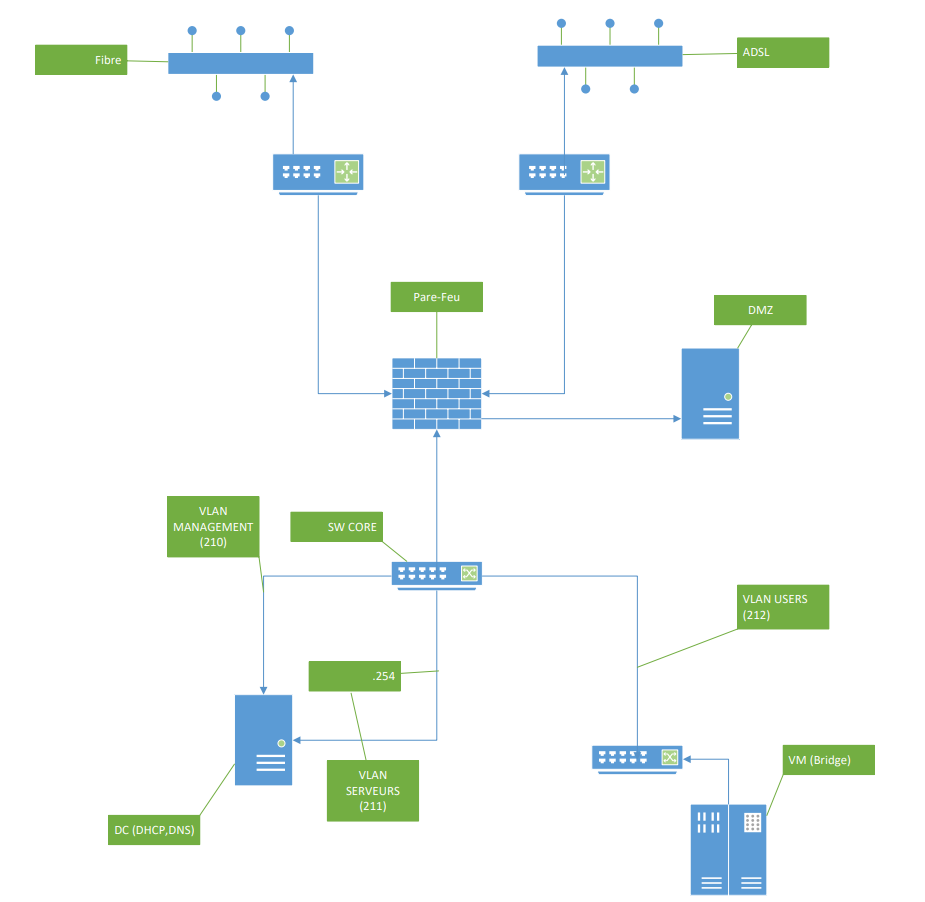 Fibre
ADSL
Pare-Feu
DMZ
VLAN
MANAGEMENT
(210)
SW CORE
VLAN USERS
(212)
.254
VLAN
SERVEURS
(211)
VM (Bridge)
DC (DHCP,DNS)